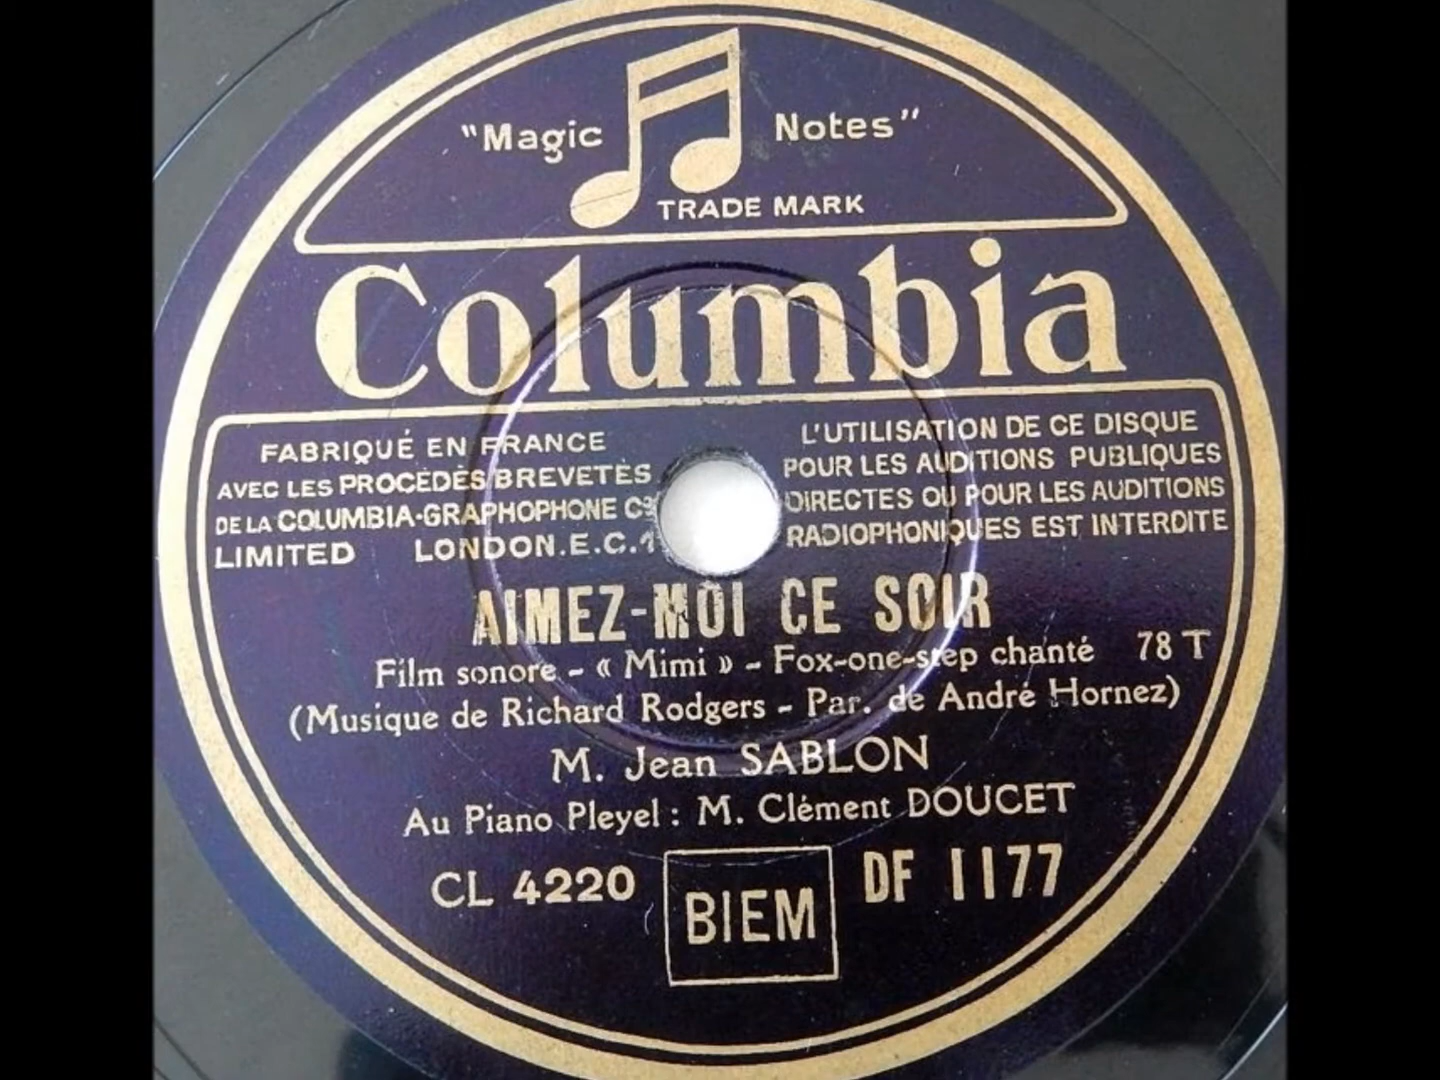 "Magic Notes"
TRADE MARK
Columbia
FABRIQUÉ EN FRANCE
AVEC LES PROCÉDÉS BREVETÉS
DE LA COLUMBIA-GRAPHOPHONE Cº
LIMITED LONDON.E.C.1
L'UTILISATION DE CE DISQUE
POUR LES AUDITIONS PUBLIQUES
DIRECTES OU POUR LES AUDITIONS
RADIOPHONIQUES EST INTERDITE
AIMEZ-MOI CE SOIR
Film sonore - « Mimi » - Fox-one-step chanté 78 T
(Musique de Richard Rodgers - Par. de André Hornez)
M. Jean SABLON
Au Piano Pleyel : M. Clément DOUCET
CL 4220 BIEM DF 1177